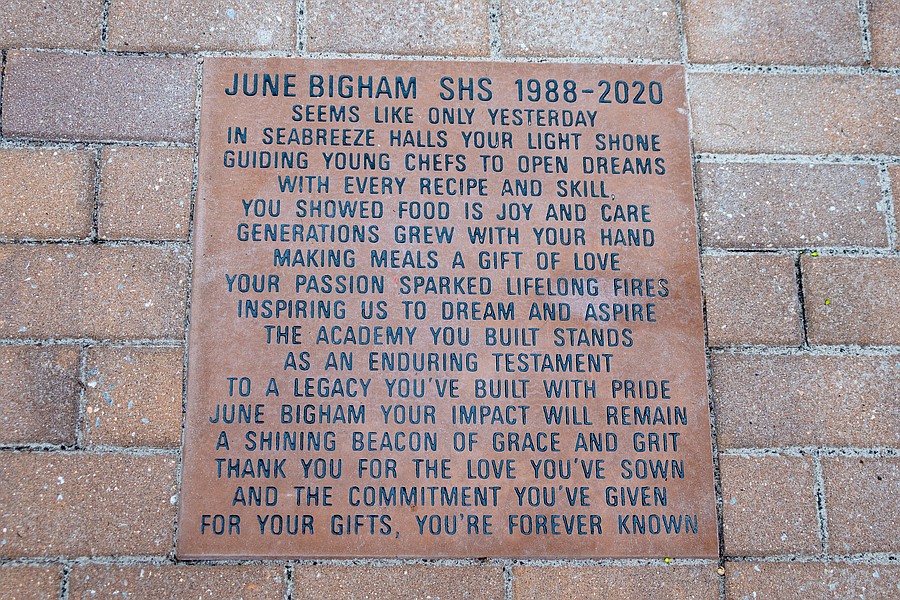 JUNE BIGHAM SHS 1988-2020
SEEMS LIKE ONLY YESTERDAY
IN SEABREEZE HALLS YOUR LIGHT SHONE
GUIDING YOUNG CHEFS TO OPEN DREAMS
WITH EVERY RECIPE AND SKILL,
YOU SHOWED FOOD IS JOY AND CARE
GENERATIONS GREW WITH YOUR HAND
MAKING MEALS A GIFT OF LOVE
YOUR PASSION SPARKED LIFELONG FIRES
INSPIRING US TO DREAM AND ASPIRE
THE ACADEMY YOU BUILT STANDS
AS AN ENDURING TESTAMENT
TO A LEGACY YOU'VE BUILT WITH PRIDE
JUNE BIGHAM YOUR IMPACT WILL REMAIN
A SHINING BEACON OF GRACE AND GRIT
THANK YOU FOR THE LOVE YOU'VE SOWN
AND THE COMMITMENT YOU'VE GIVEN
FOR YOUR GIFTS, YOU'RE FOREVER KNOWN